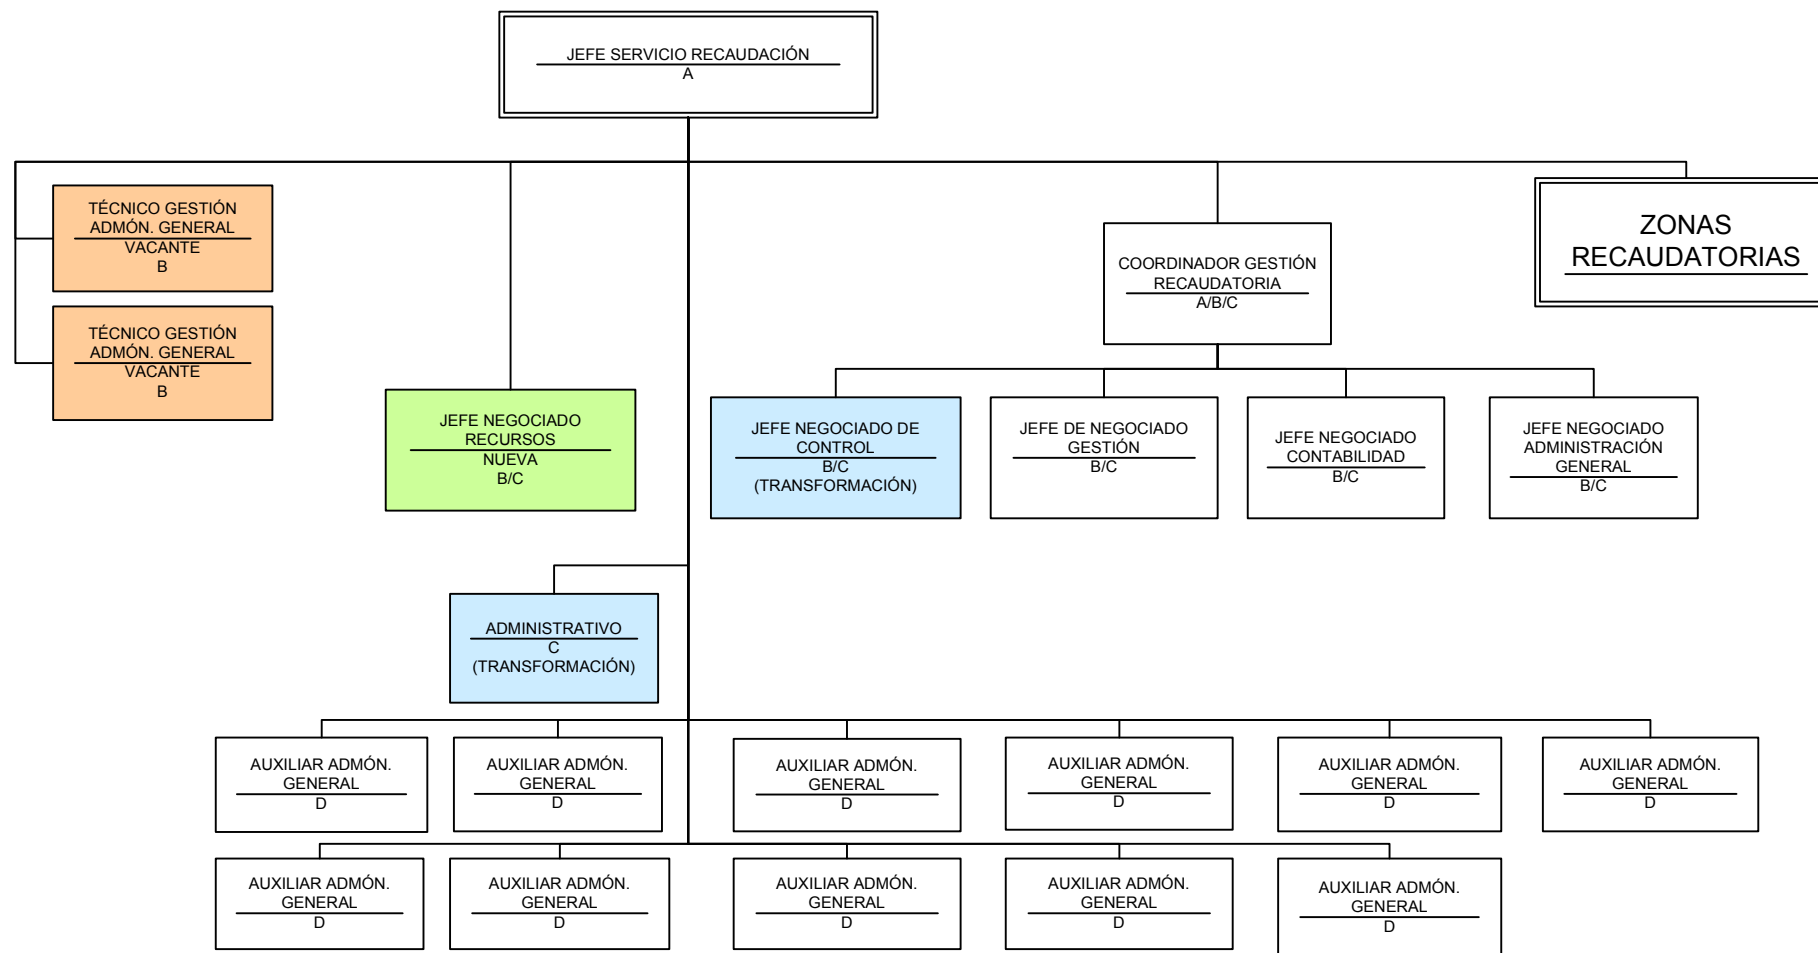 JEFE SERVICIO RECAUDACIÓN
A
TÉCNICO GESTIÓN
ADMÓN. GENERAL
VACANTE
B
TÉCNICO GESTIÓN
ADMÓN. GENERAL
VACANTE
B
COORDINADOR GESTIÓN
RECAUDATORIA
A/B/C
ZONAS
RECAUDATORIAS
JEFE NEGOCIADO
RECURSOS
NUEVA
B/C
JEFE NEGOCIADO DE
CONTROL
B/C
(TRANSFORMACIÓN)
JEFE DE NEGOCIADO
GESTIÓN
B/C
JEFE NEGOCIADO
CONTABILIDAD
B/C
JEFE NEGOCIADO
ADMINISTRACIÓN
GENERAL
B/C
ADMINISTRATIVO
C
(TRANSFORMACIÓN)
AUXILIAR ADMÓN.
GENERAL
D
AUXILIAR ADMÓN.
GENERAL
D
AUXILIAR ADMÓN.
GENERAL
D
AUXILIAR ADMÓN.
GENERAL
D
AUXILIAR ADMÓN.
GENERAL
D
AUXILIAR ADMÓN.
GENERAL
D
AUXILIAR ADMÓN.
GENERAL
D
AUXILIAR ADMÓN.
GENERAL
D
AUXILIAR ADMÓN.
GENERAL
D
AUXILIAR ADMÓN.
GENERAL
D
AUXILIAR ADMÓN.
GENERAL
D